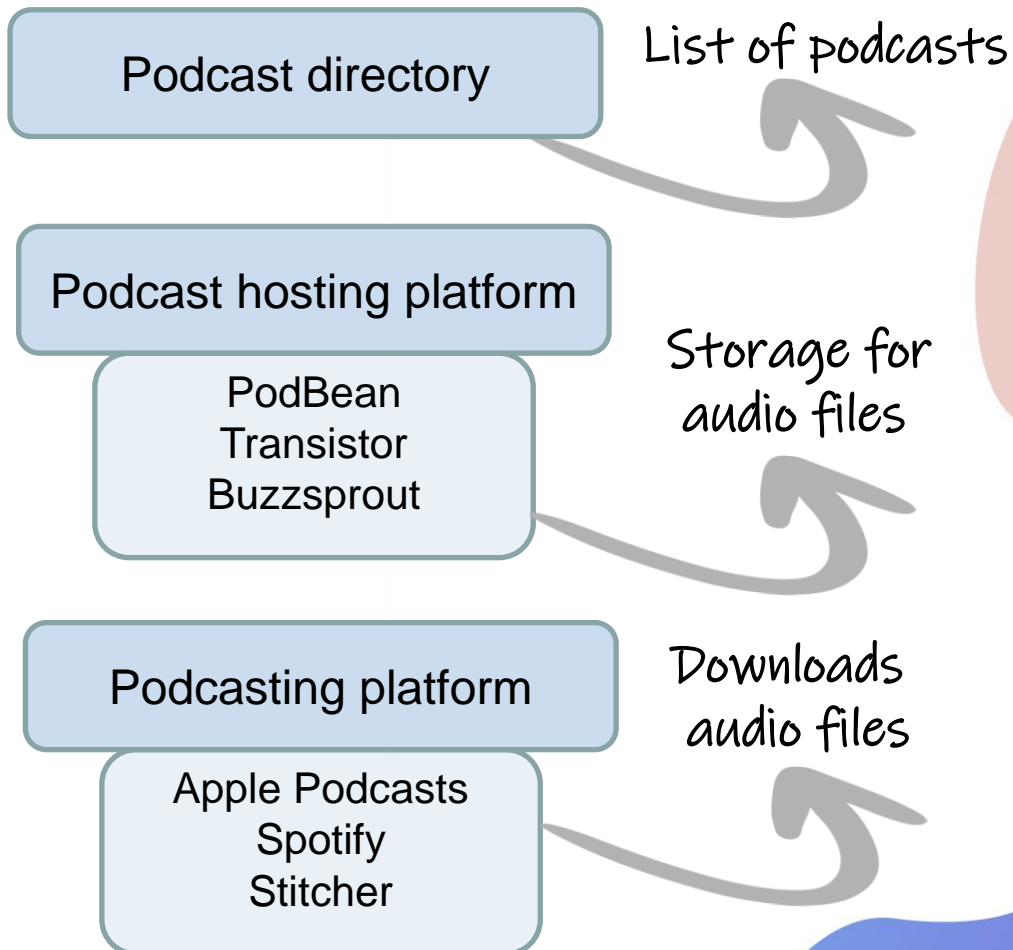 Podcast directory
List of podcasts
Podcast hosting platform
PodBean
Transistor
Buzzsprout
Storage for
audio files
Podcasting platform
Apple Podcasts
Spotify
Stitcher
Downloads
audio files